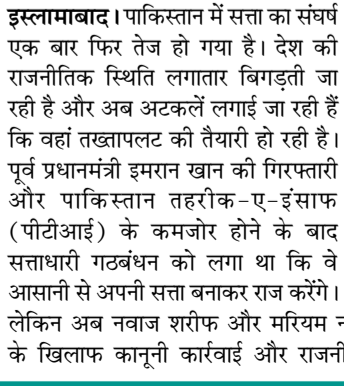 इस्लामाबाद। पाकिस्तान में सत्ता का संघर्ष
एक बार फिर तेज हो गया है। देश की
राजनीतिक स्थिति लगातार बिगड़ती जा
रही है और अब अटकलें लगाई जा रही हैं
कि वहां तख्तापलट की तैयारी हो रही है।
पूर्व प्रधानमंत्री इमरान खान की गिरफ्तारी
और पाकिस्तान तहरीक-ए-इंसाफ
(पीटीआई) के कमजोर होने के बाद
सत्ताधारी गठबंधन को लगा था कि वे
आसानी से अपनी सत्ता बनाकर राज करेंगे।
लेकिन अब नवाज शरीफ और मरियम
के खिलाफ कानूनी कार्रवाई और